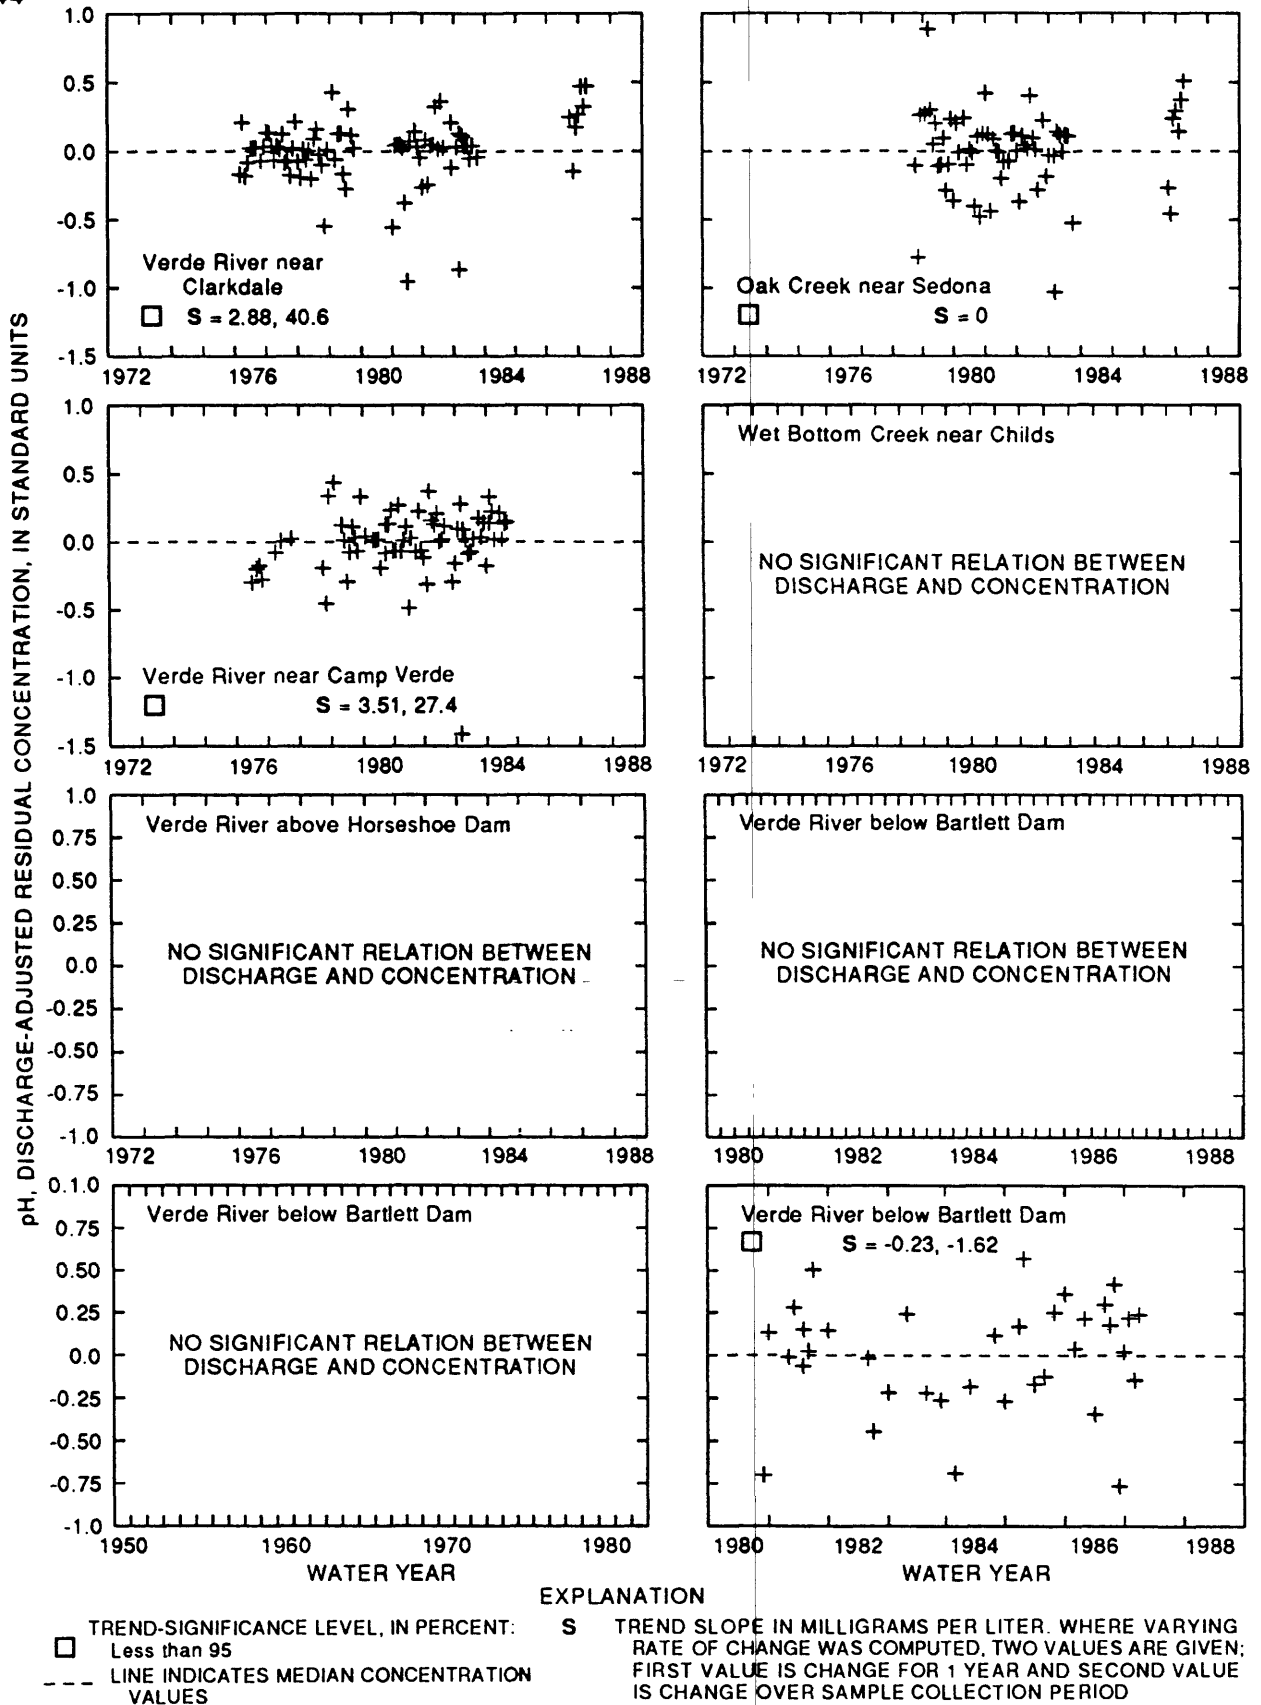 pH, DISCHARGE-ADJUSTED RESIDUAL CONCENTRATION, IN STANDARD UNITS
1.0
0.5
0.0
-0.5
-1.0
-1.5
Verde River near
Clarkdale
S = 2.88, 40.6
1972 1976 1980 1984 1988
Oak Creek near Sedona
S = 0
1972 1976 1980 1984 1988
1.0
0.5
0.0
-0.5
-1.0
-1.5
Verde River near Camp Verde
S = 3.51, 27.4
1972 1976 1980 1984 1988
Wet Bottom Creek near Childs
NO SIGNIFICANT RELATION BETWEEN
DISCHARGE AND CONCENTRATION
1972 1976 1980 1984 1988
1.0
0.75
0.50
0.25
0.0
-0.25
-0.50
-0.75
-1.0
Verde River above Horseshoe Dam
NO SIGNIFICANT RELATION BETWEEN
DISCHARGE AND CONCENTRATION
1972 1976 1980 1984 1988
Verde River below Bartlett Dam
NO SIGNIFICANT RELATION BETWEEN
DISCHARGE AND CONCENTRATION
1980 1982 1984 1986 1988
0.1.0
0.75
0.50
0.25
0.0
-0.25
-0.50
-0.75
-1.0
Verde River below Bartlett Dam
NO SIGNIFICANT RELATION BETWEEN
DISCHARGE AND CONCENTRATION
1950 1960 1970 1980
WATER YEAR
Verde River below Bartlett Dam
S = -0.23, -1.62
1980 1982 1984 1986 1988
WATER YEAR
EXPLANATION
TREND-SIGNIFICANCE LEVEL, IN PERCENT:
Less than 95
LINE INDICATES MEDIAN CONCENTRATION
VALUES
S TREND SLOPE IN MILLIGRAMS PER LITER. WHERE VARYING
RATE OF CHANGE WAS COMPUTED, TWO VALUES ARE GIVEN;
FIRST VALUE IS CHANGE FOR 1 YEAR AND SECOND VALUE
IS CHANGE OVER SAMPLE COLLECTION PERIOD